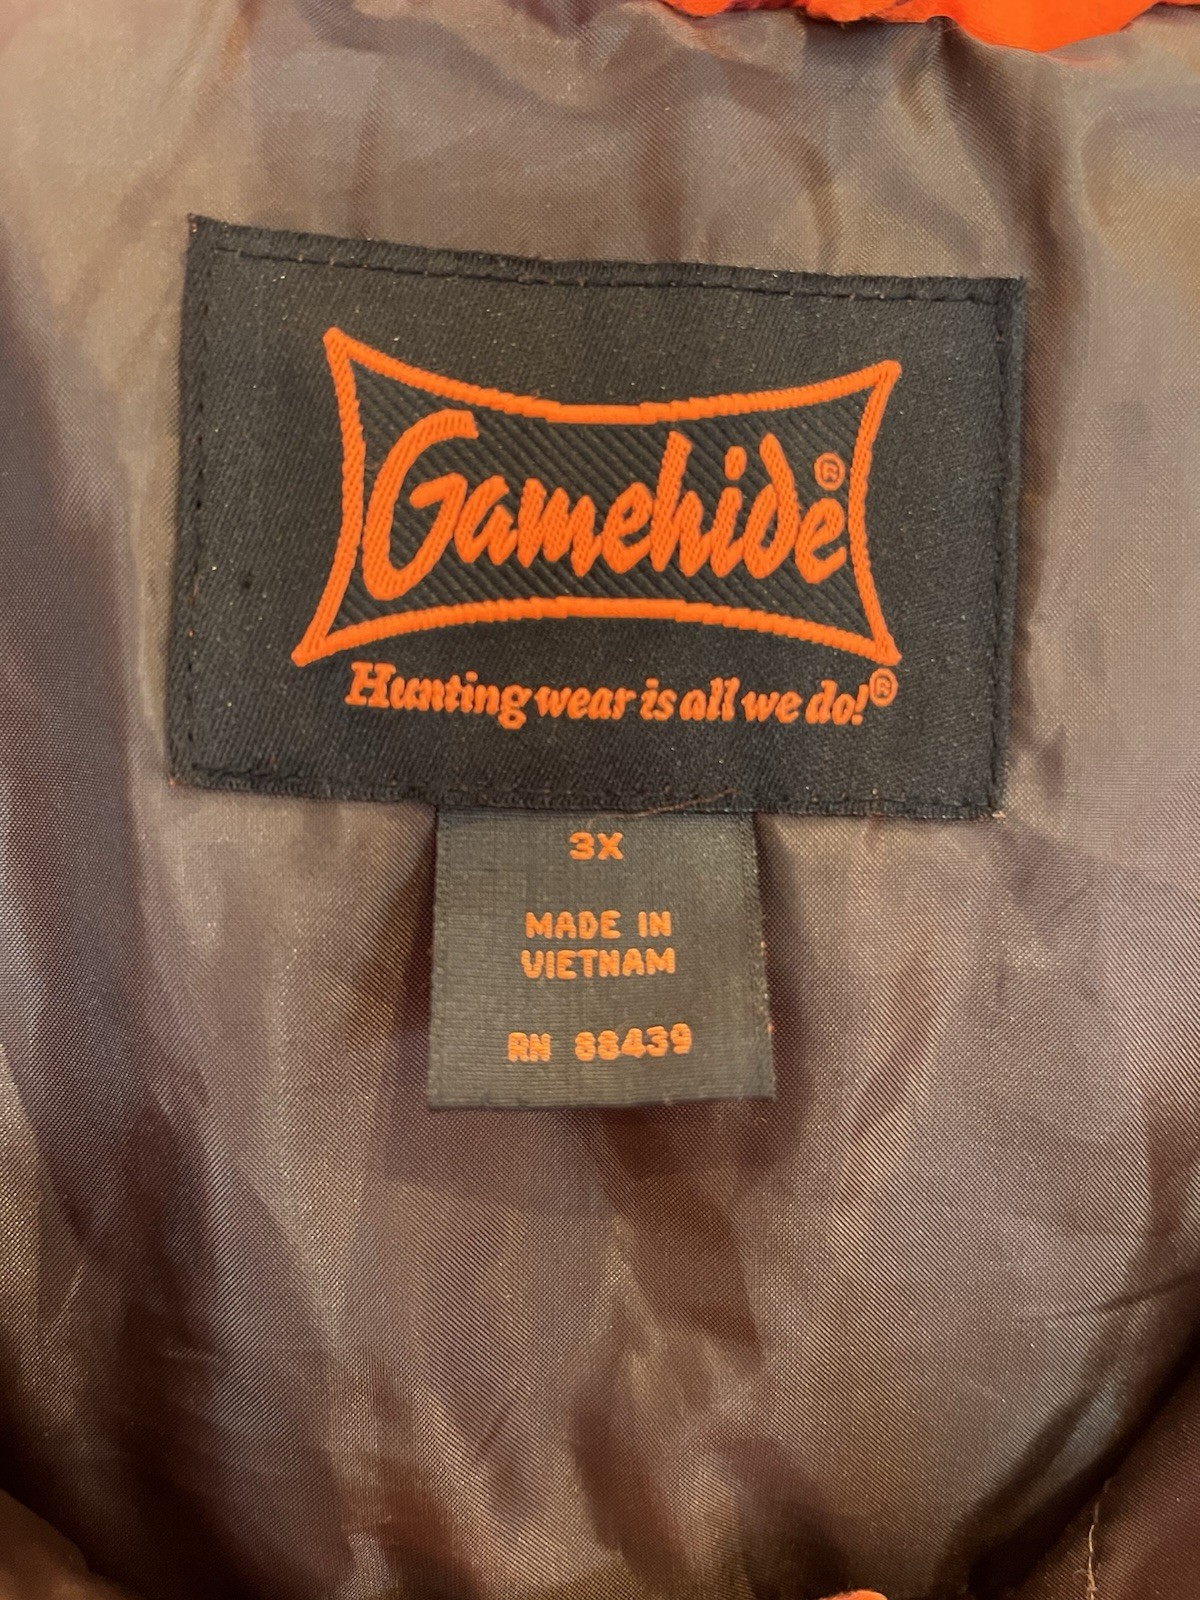 Gamehide®
Hunting wear is all we do!®
3X
MADE IN
VIETNAM
RN 88439